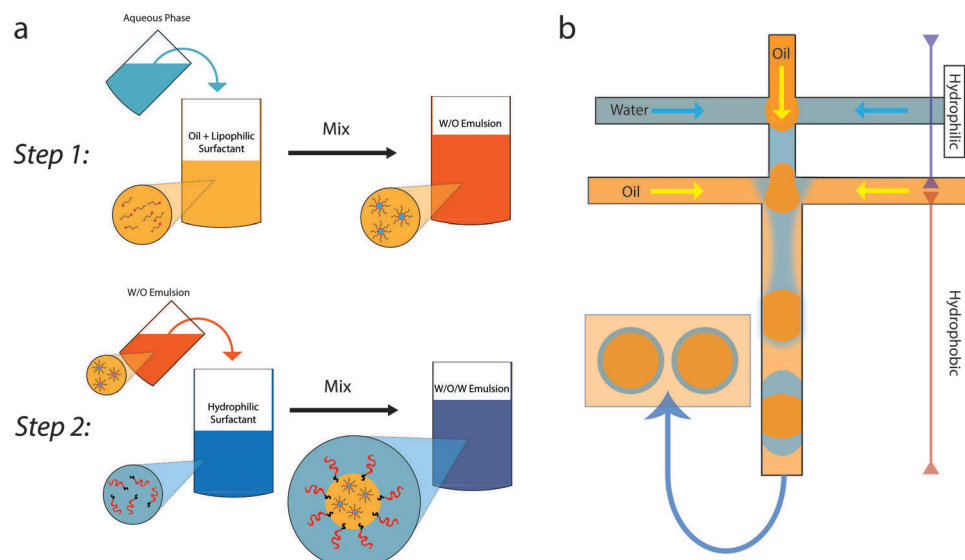 a
Aqueous Phase
Step 1:
Oil + Lipophilic
Surfactant
Mix
W/O Emulsion
W/O Emulsion
Step 2:
Hydrophilic
Surfactant
Mix
W/O/W Emulsion
b
Oil
Water
Oil
Hydrophilic
Hydrophobic